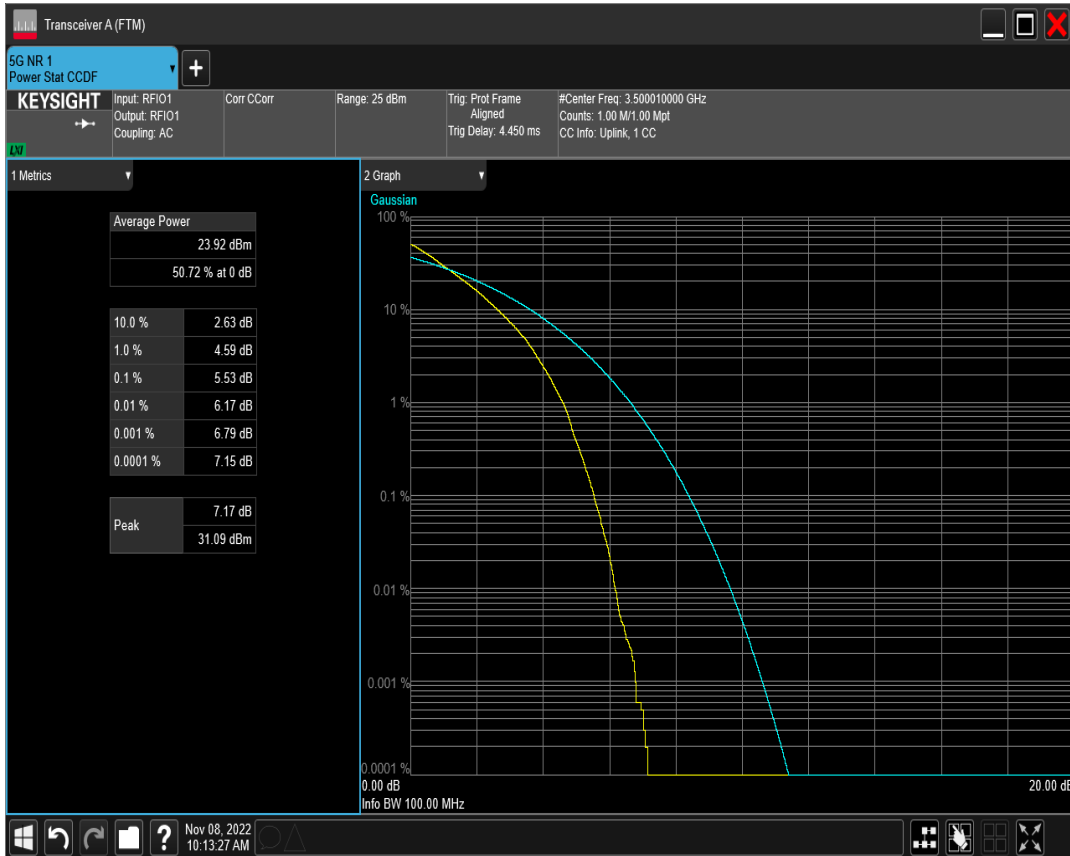 Transceiver A (FTM)
5G NR 1
Power Stat CCDF
KEYSIGHT
LXI
Input: RFIO1
Output: RFIO1
Coupling: AC
Corr CCorr
Range: 25 dBm
Trig: Prot Frame
Aligned
Trig Delay: 4.450 ms
#Center Freq: 3.500010000 GHz
Counts: 1.00 M/1.00 Mpt
CC Info: Uplink, 1 CC
1 Metrics
Average Power
23.92 dBm
50.72 % at 0 dB
10.0 % 2.63 dB
1.0 % 4.59 dB
0.1 % 5.53 dB
0.01 % 6.17 dB
0.001 % 6.79 dB
0.0001 % 7.15 dB
Peak 7.17 dB
31.09 dBm
2 Graph
Gaussian
100 %
10 %
1 %
0.1 %
0.01 %
0.001 %
0.0001 %
0.00 dB 20.00 dB
Info BW 100.00 MHz
?
Nov 08, 2022
10:13:27 AM